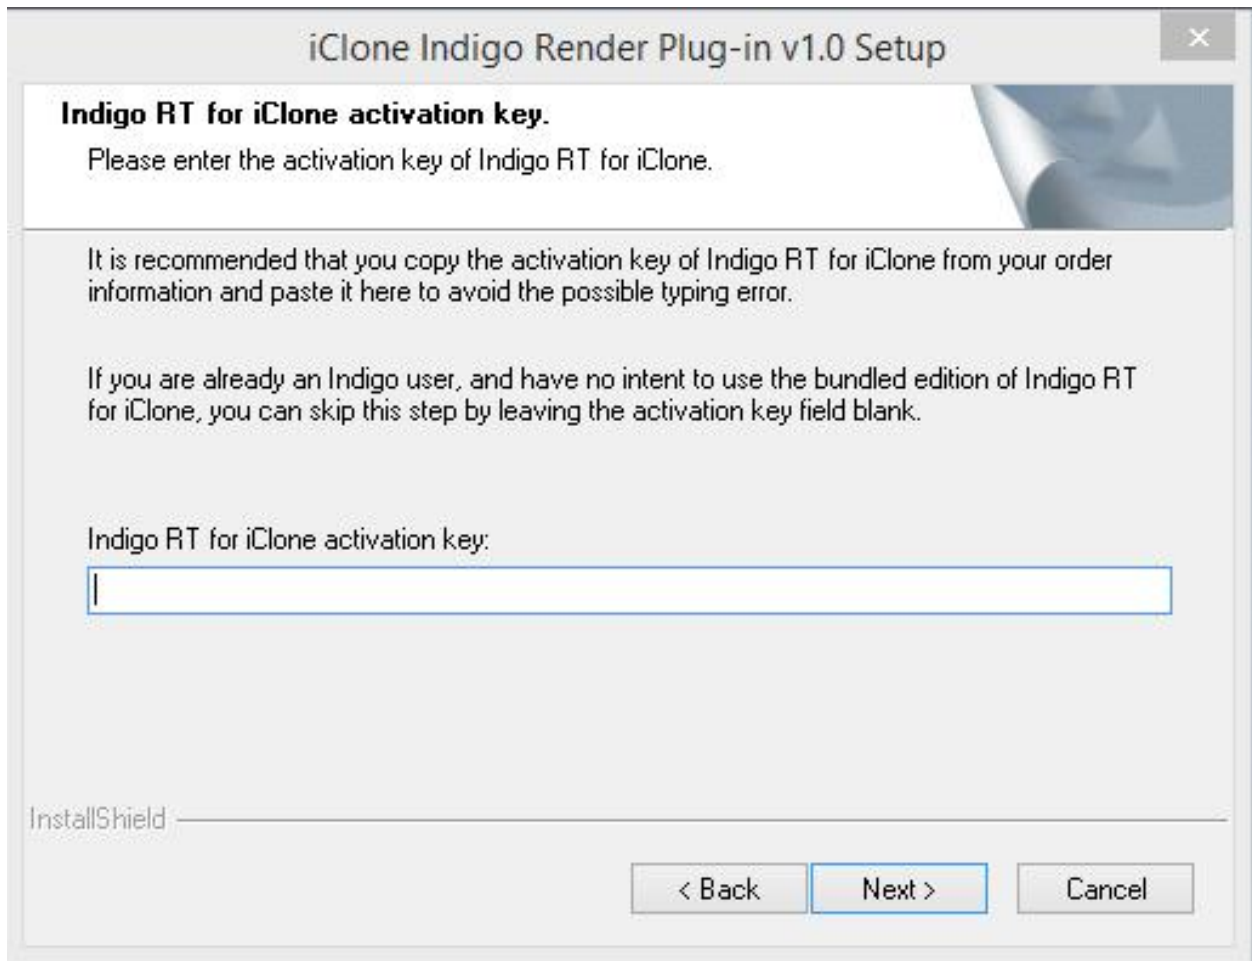 iClone Indigo Render Plug-in v1.0 Setup
Indigo RT for iClone activation key.
Please enter the activation key of Indigo RT for iClone.
It is recommended that you copy the activation key of Indigo RT for iClone from your order
information and paste it here to avoid the possible typing error.
If you are already an Indigo user, and have no intent to use the bundled edition of Indigo RT
for iClone, you can skip this step by leaving the activation key field blank.
Indigo RT for iClone activation key:
InstallShield
< Back Next > Cancel